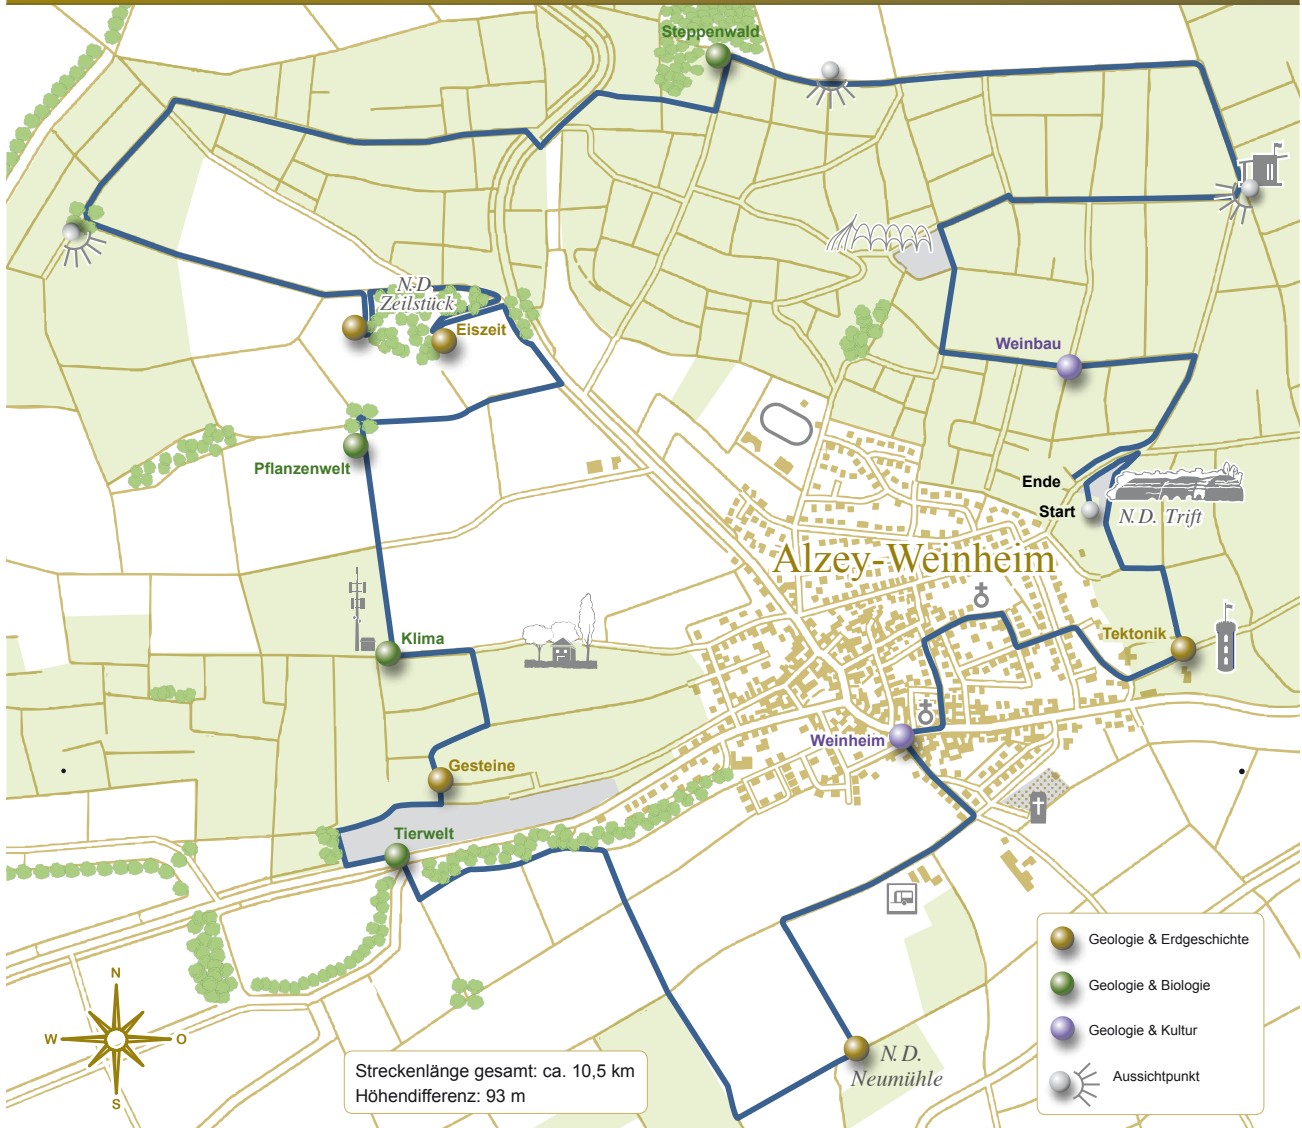 Steppenwald
N.D.
Zeilstück
Eiszeit
Weinbau
Pflanzenwelt
Ende
Start
N.D. Trift
Alzey-Weinheim
Klima
Tektonik
Weinheim
Gesteine
Tierwelt
N.D.
Neumühle
N
W
O
S
Streckenlänge gesamt: ca. 10,5 km
Höhendifferenz: 93 m
Geologie & Erdgeschichte
Geologie & Biologie
Geologie & Kultur
Aussichtpunkt